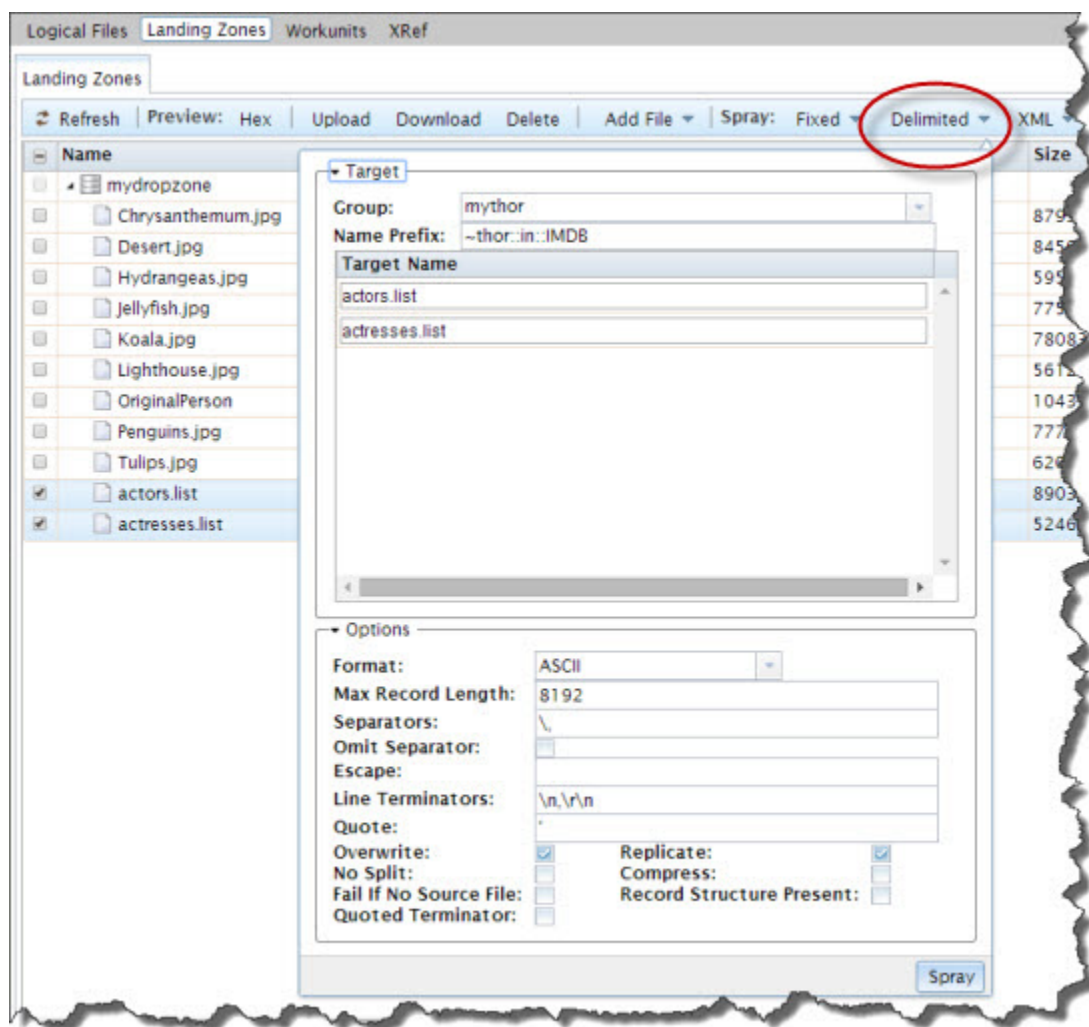 Logical Files Landing Zones Workunits XRef
Landing Zones
Refresh Preview: Hex Upload Download Delete Add File Spray: Fixed Delimited XML
Name Size
mydropzone
Chrysanthemum.jpg
Desert.jpg
Hydrangeas.jpg
Jellyfish.jpg
Koala.jpg
Lighthouse.jpg
OriginalPerson
Penguins.jpg
Tulips.jpg
actors.list
actresses.list
Target
Group: mythor
Name Prefix: ~thor::in::IMDB
Target Name
actors.list
actresses.list
Options
Format: ASCII
Max Record Length: 8192
Separators: \,
Omit Separator:
Escape:
Line Terminators: \n,\r\n
Quote: '
Overwrite: Replicate:
No Split: Compress:
Fail If No Source File: Record Structure Present:
Quoted Terminator:
Spray